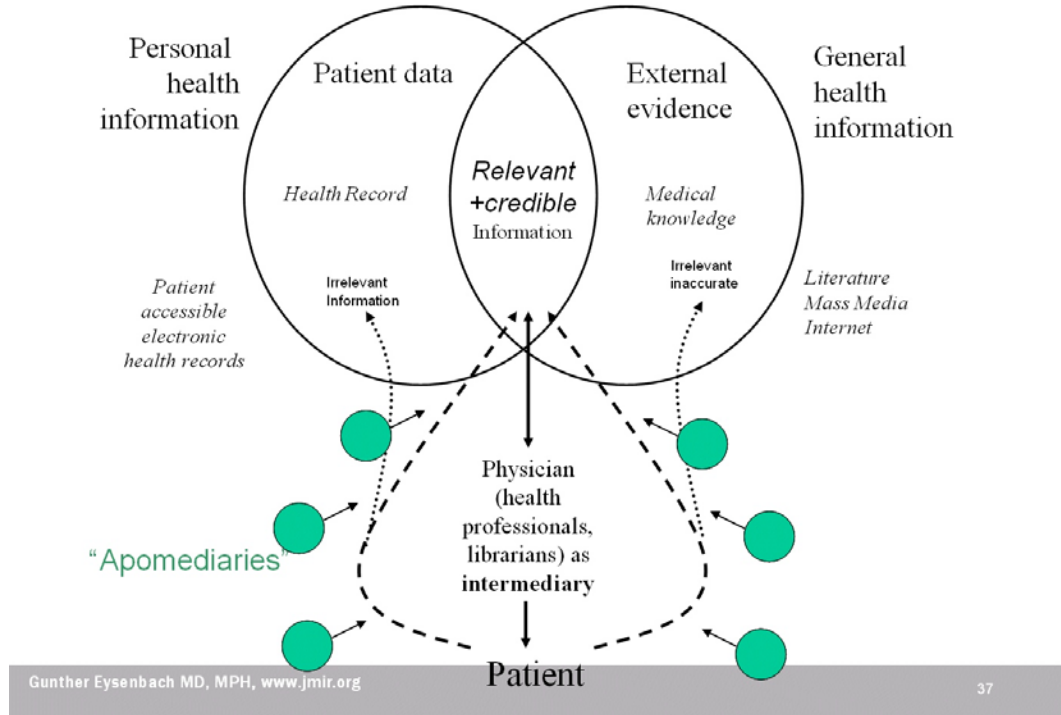 Personal
health
information
Patient data
External
evidence
General
health
information
Health Record
Relevant
+credible
Information
Medical
knowledge
Patient
accessible
electronic
health records
Irrelevant
Information
Irrelevant
inaccurate
Literature
Mass Media
Internet
Physician
(health
professionals,
librarians) as
intermediary
“Apomediaries”
Patient
Gunther Eysenbach MD, MPH, www.jmir.org
37